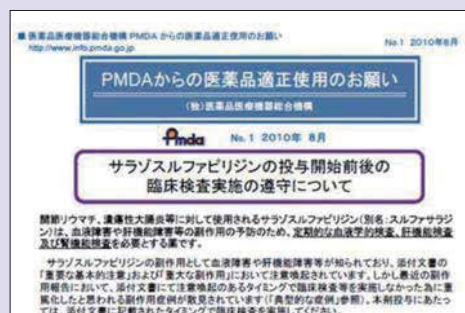 ■ 医薬品医療機器総合機構 PMDA からの医薬品適正使用のお願い
http://www.info.pmda.go.jp
No.1 2010年8月
PMDAからの医薬品適正使用のお願い
(独)医薬品医療機器総合機構
Pmda No. 1 2010年 8月
サラゾスルファピリジンの投与開始前後の
臨床検査実施の遵守について
関節リウマチ、潰瘍性大腸炎等に対して使用されるサラゾスルファピリジン(別名:スルファサラジ
ン)は、血液障害や肝機能障害等の副作用の予防のため、定期的な血液学的検査、肝機能検査
及び腎機能検査を必要とする薬です。
サラゾスルファピリジンの副作用として血液障害や肝機能障害等が知られており、添付文書の
「重要な基本的注意」および「重大な副作用」において注意喚起されています。しかし最近の副作
用報告において、添付文書にて注意喚起のあるタイミングで臨床検査等を実施しなかった為に重
篤化したと思われる副作用症例が散見されています(「典型的な症例」参照)。本剤投与にあたっ
ては、添付文書に記載されたタイミングで臨床検査を実施してください。